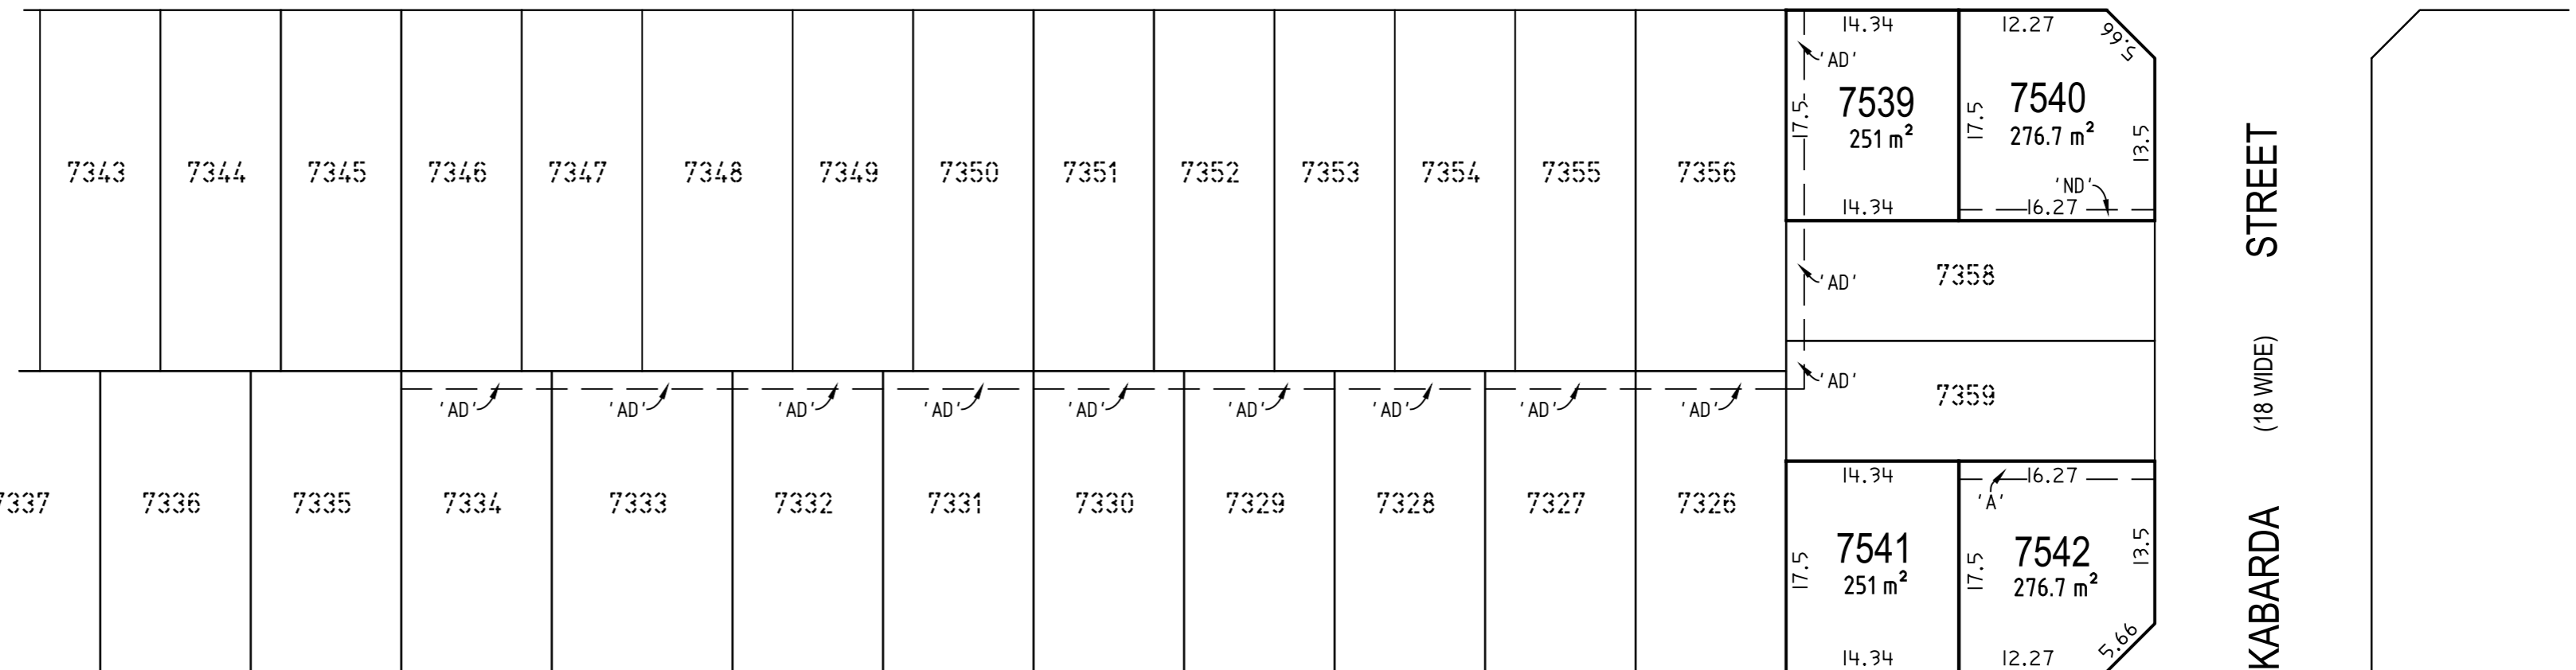 14.34
12.27
5.66
'AD'
7539
251 m²
17.5
7540
276.7 m²
17.5
13.5
'ND'
14.34
16.27
7343
7344
7345
7346
7347
7348
7349
7350
7351
7352
7353
7354
7355
7356
'AD'
7358
'AD'
7359
'AD'
'AD'
'AD'
'AD'
'AD'
'AD'
'AD'
'AD'
'AD'
7337
7336
7335
7334
7333
7332
7331
7330
7329
7328
7327
7326
14.34
16.27
'A'
7541
251 m²
17.5
7542
276.7 m²
17.5
13.5
5.66
14.34
12.27
KABARDA STREET
(18 WIDE)